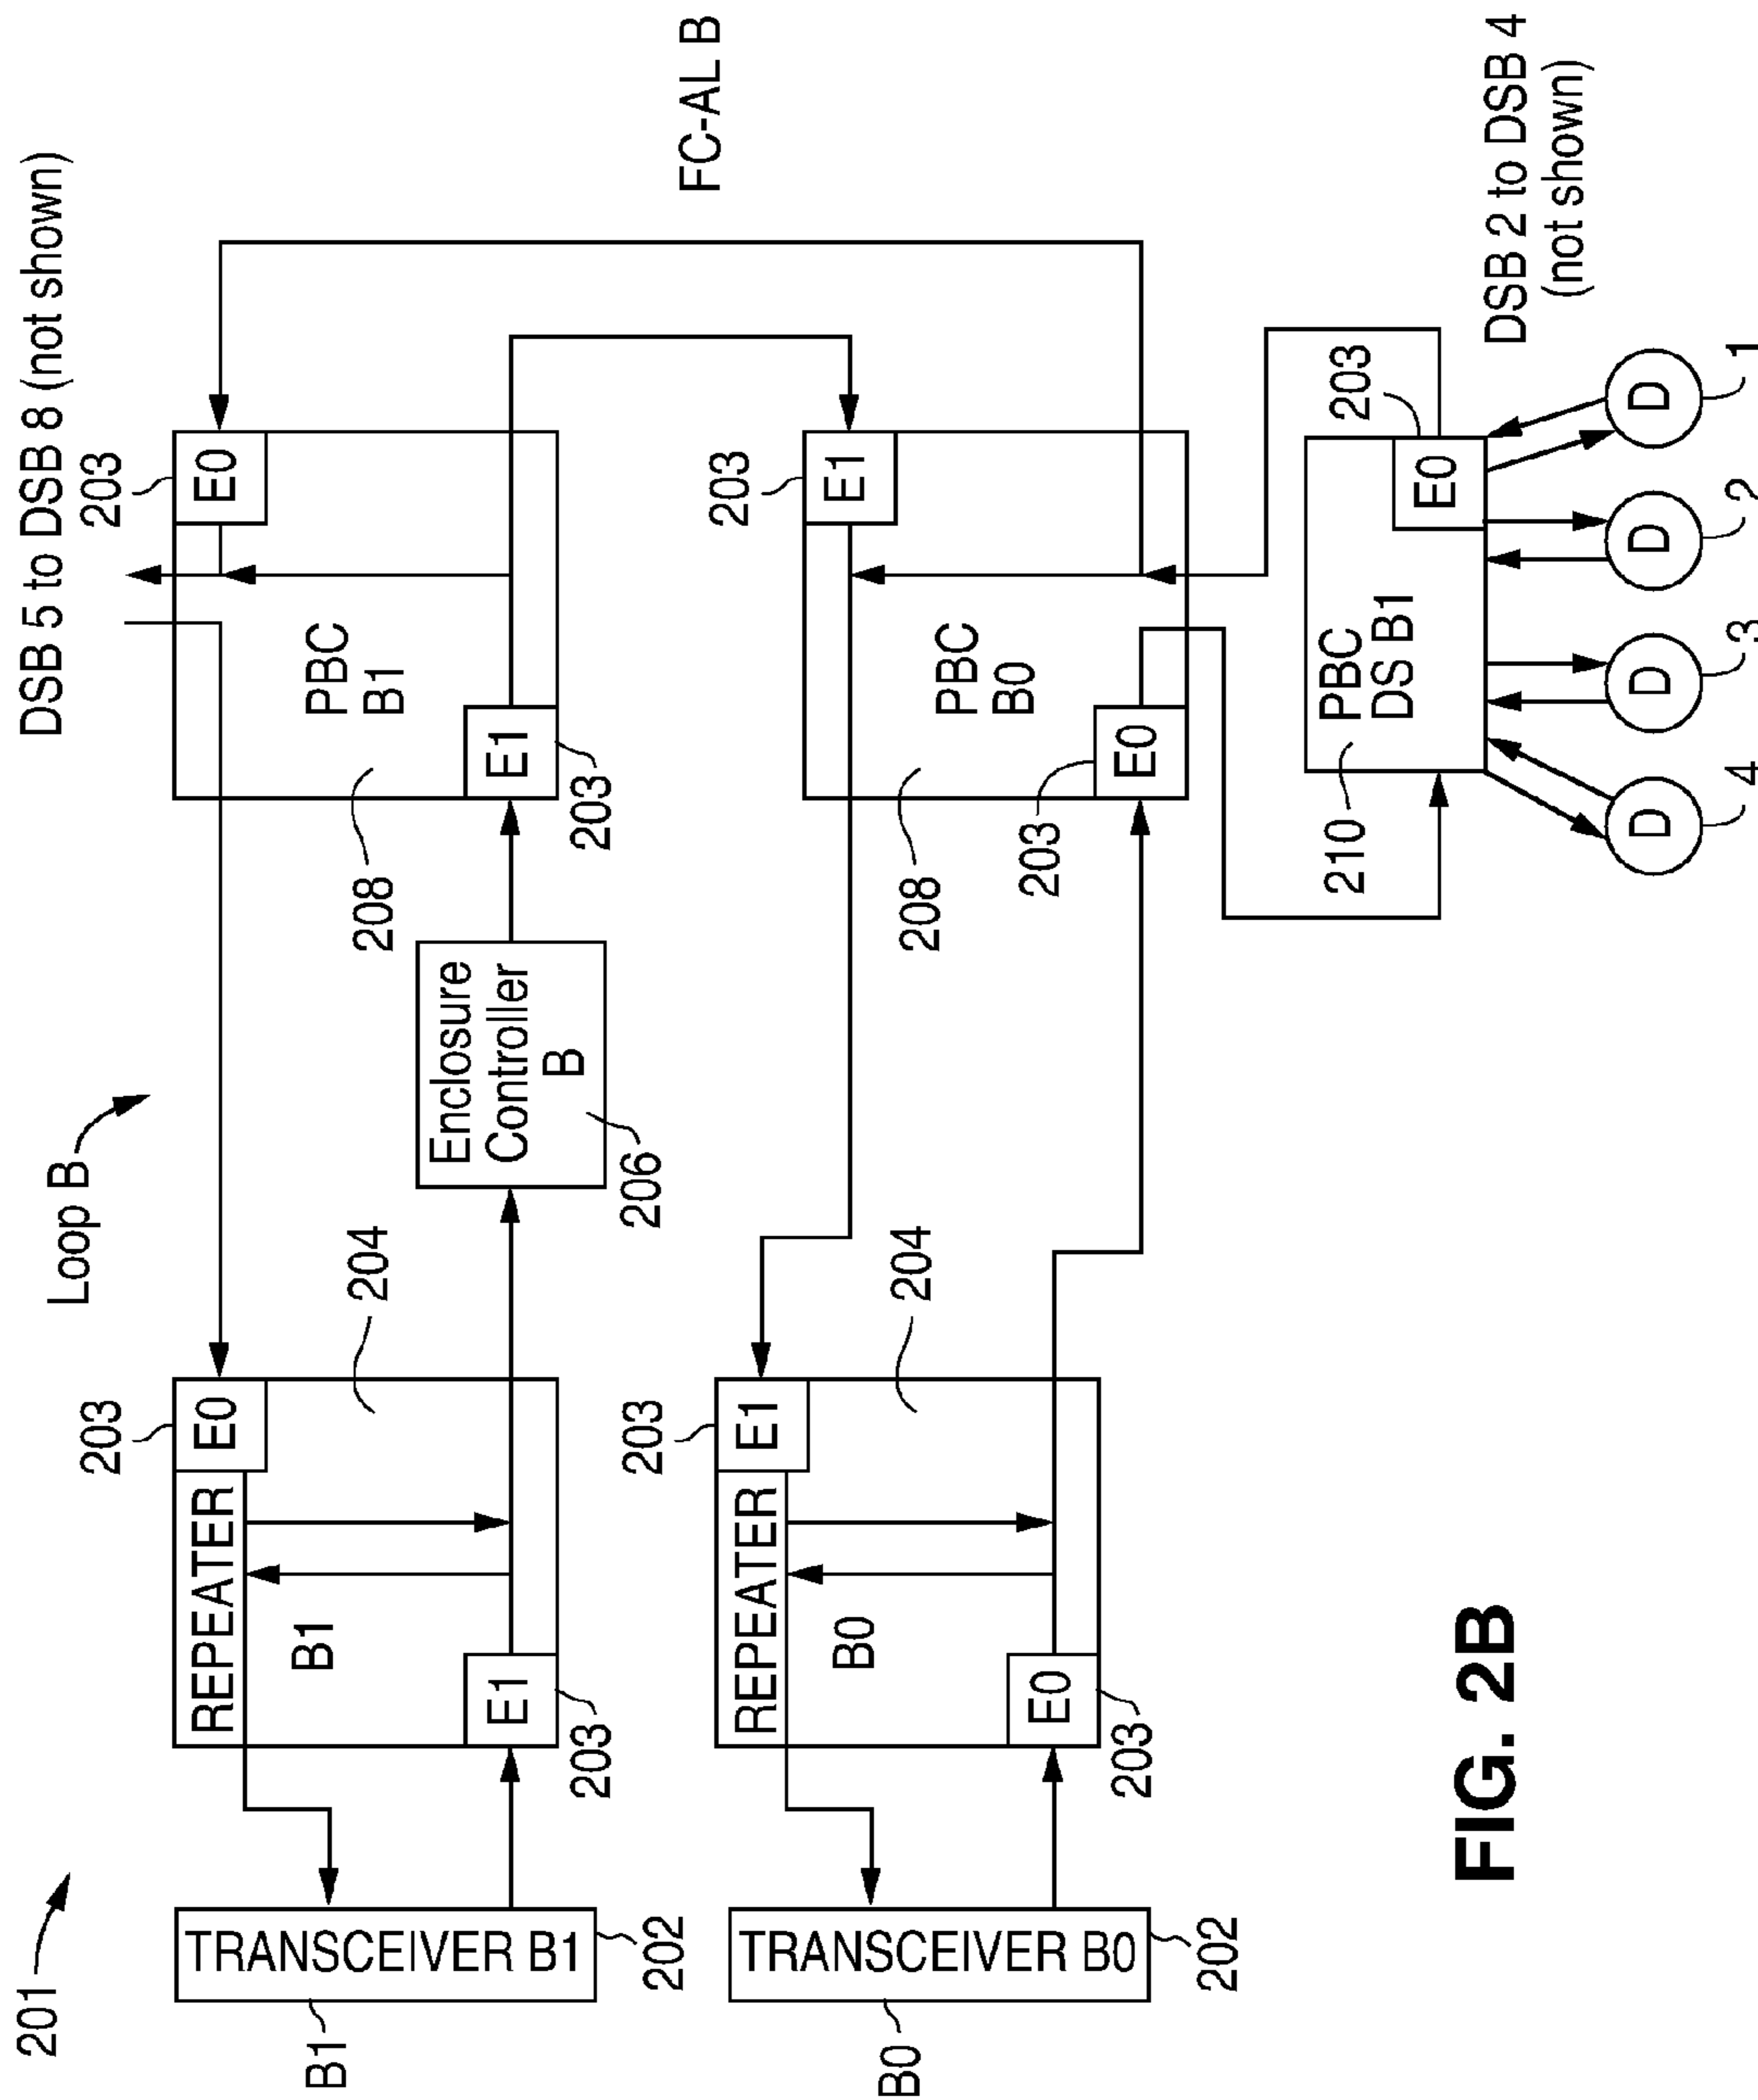 201
Loop B
DSB 5 to DSB 8 (not shown)
FC-AL B
B1
TRANSCEIVER B1
202
203
REPEATER
E0
B1
E1
203
204
Enclosure
Controller
B
206
203
E0
PBC
B1
E1
203
208
B0
TRANSCEIVER B0
202
203
REPEATER
E1
B0
E0
203
204
203
E1
PBC
B0
E0
203
208
PBC
DS B1
210
E0
203
D
D
D
D
4
3
2
1
DSB 2 to DSB 4
(not shown)
FIG. 2B